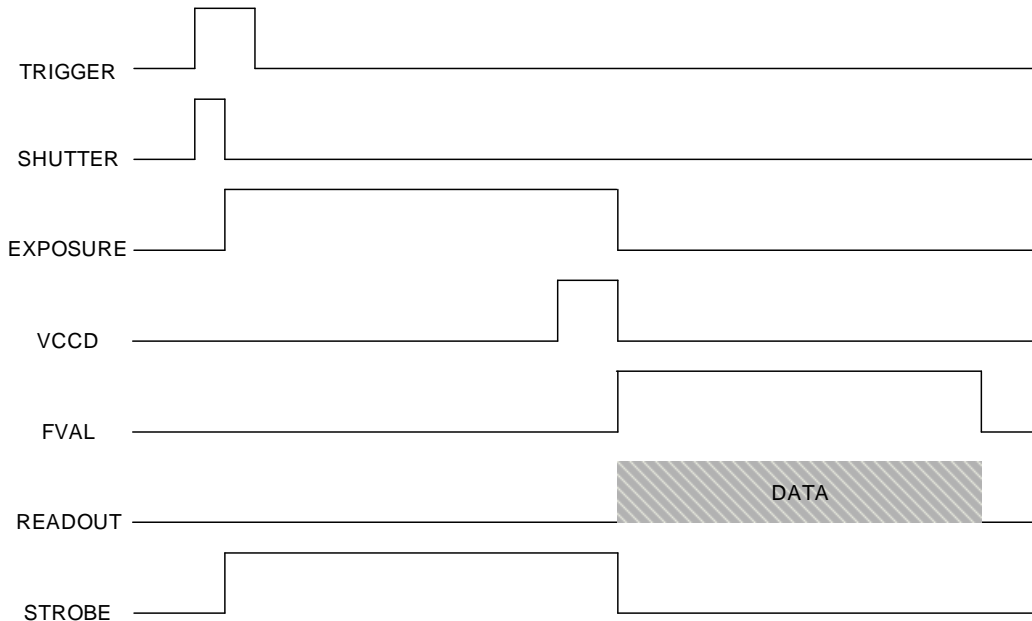 TRIGGER
SHUTTER
EXPOSURE
VCCD
FVAL
DATA
READOUT
STROBE